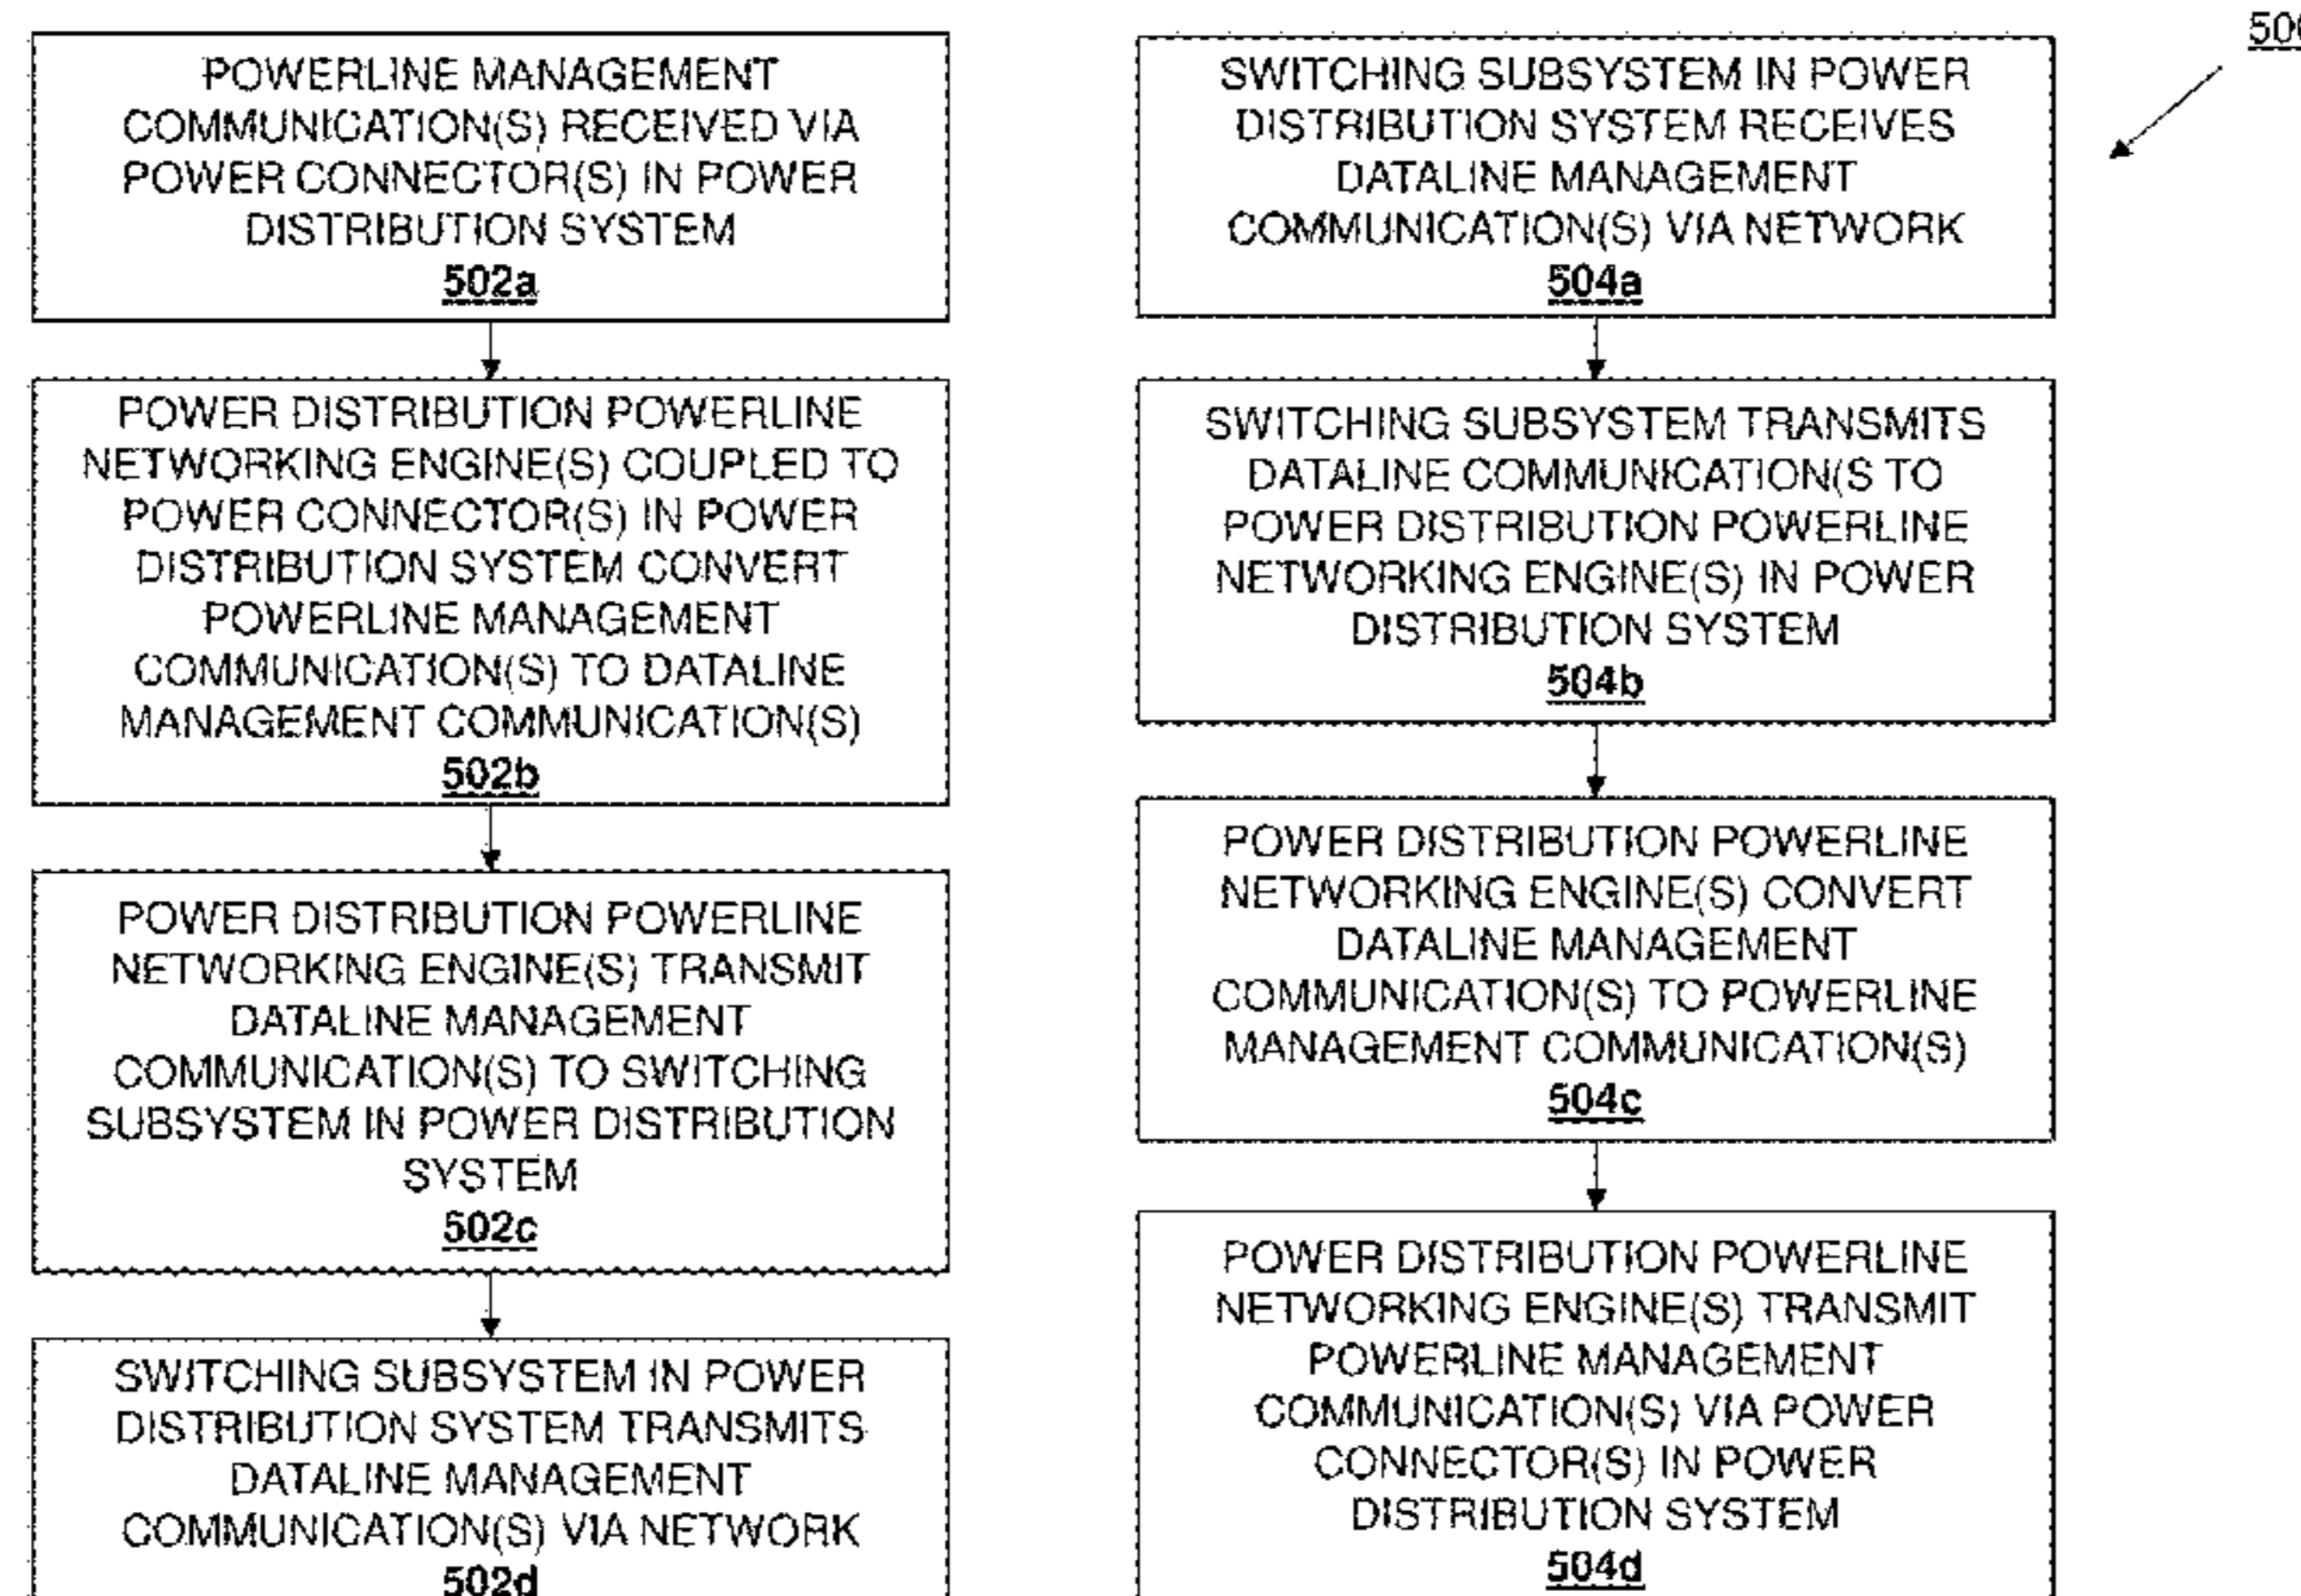 POWERLINE MANAGEMENT
COMMUNICATION(S) RECEIVED VIA
POWER CONNECTOR(S) IN POWER
DISTRIBUTION SYSTEM
502a
POWER DISTRIBUTION POWERLINE
NETWORKING ENGINE(S) COUPLED TO
POWER CONNECTOR(S) IN POWER
DISTRIBUTION SYSTEM CONVERT
POWERLINE MANAGEMENT
COMMUNICATION(S) TO DATALINE
MANAGEMENT COMMUNICATION(S)
502b
POWER DISTRIBUTION POWERLINE
NETWORKING ENGINE(S) TRANSMIT
DATALINE MANAGEMENT
COMMUNICATION(S) TO SWITCHING
SUBSYSTEM IN POWER DISTRIBUTION
SYSTEM
502c
SWITCHING SUBSYSTEM IN POWER
DISTRIBUTION SYSTEM TRANSMITS
DATALINE MANAGEMENT
COMMUNICATION(S) VIA NETWORK
502d
SWITCHING SUBSYSTEM IN POWER
DISTRIBUTION SYSTEM RECEIVES
DATALINE MANAGEMENT
COMMUNICATION(S) VIA NETWORK
504a
SWITCHING SUBSYSTEM TRANSMITS
DATALINE COMMUNICATION(S TO
POWER DISTRIBUTION POWERLINE
NETWORKING ENGINE(S) IN POWER
DISTRIBUTION SYSTEM
504b
POWER DISTRIBUTION POWERLINE
NETWORKING ENGINE(S) CONVERT
DATALINE MANAGEMENT
COMMUNICATION(S) TO POWERLINE
MANAGEMENT COMMUNICATION(S)
504c
POWER DISTRIBUTION POWERLINE
NETWORKING ENGINE(S) TRANSMIT
POWERLINE MANAGEMENT
COMMUNICATION(S) VIA POWER
CONNECTOR(S) IN POWER
DISTRIBUTION SYSTEM
504d